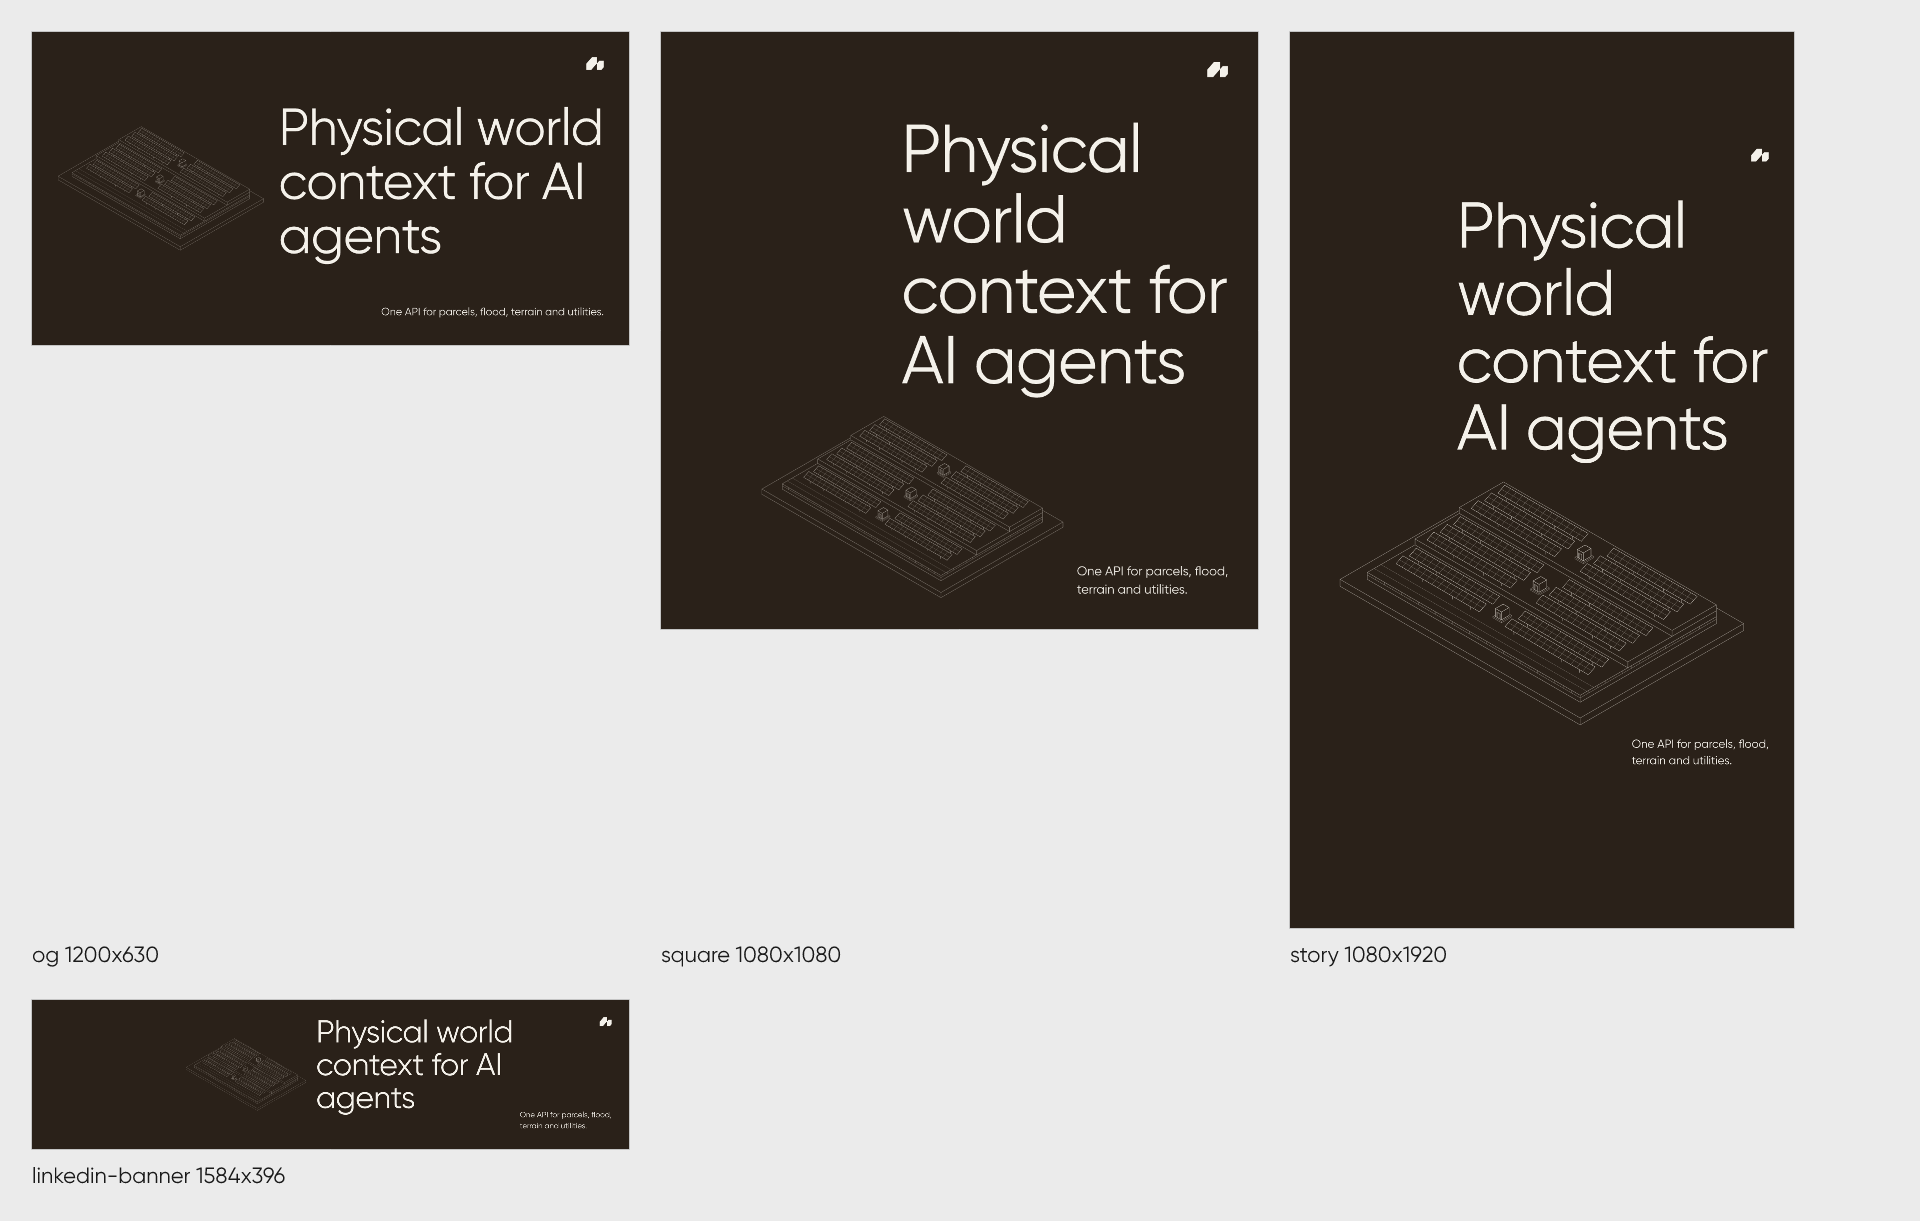 Physical world
context for AI
agents
One API for parcels, flood, terrain and utilities.
og 1200x630
Physical
world
context for
AI agents
One API for parcels, flood,
terrain and utilities.
square 1080x1080
Physical
world
context for
AI agents
One API for parcels, flood,
terrain and utilities.
story 1080x1920
Physical world
context for AI
agents
One API for parcels, flood,
terrain and utilities.
linkedin-banner 1584x396